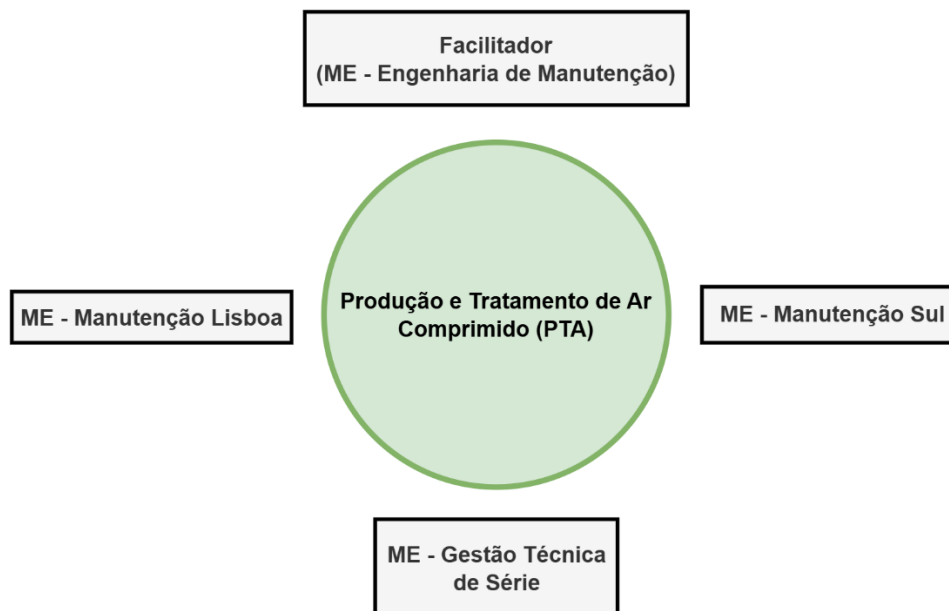 Facilitador
(ME - Engenharia de Manutenção)
Produção e Tratamento de Ar
Comprimido (PTA)
ME - Manutenção Lisboa
ME - Manutenção Sul
ME - Gestão Técnica
de Série